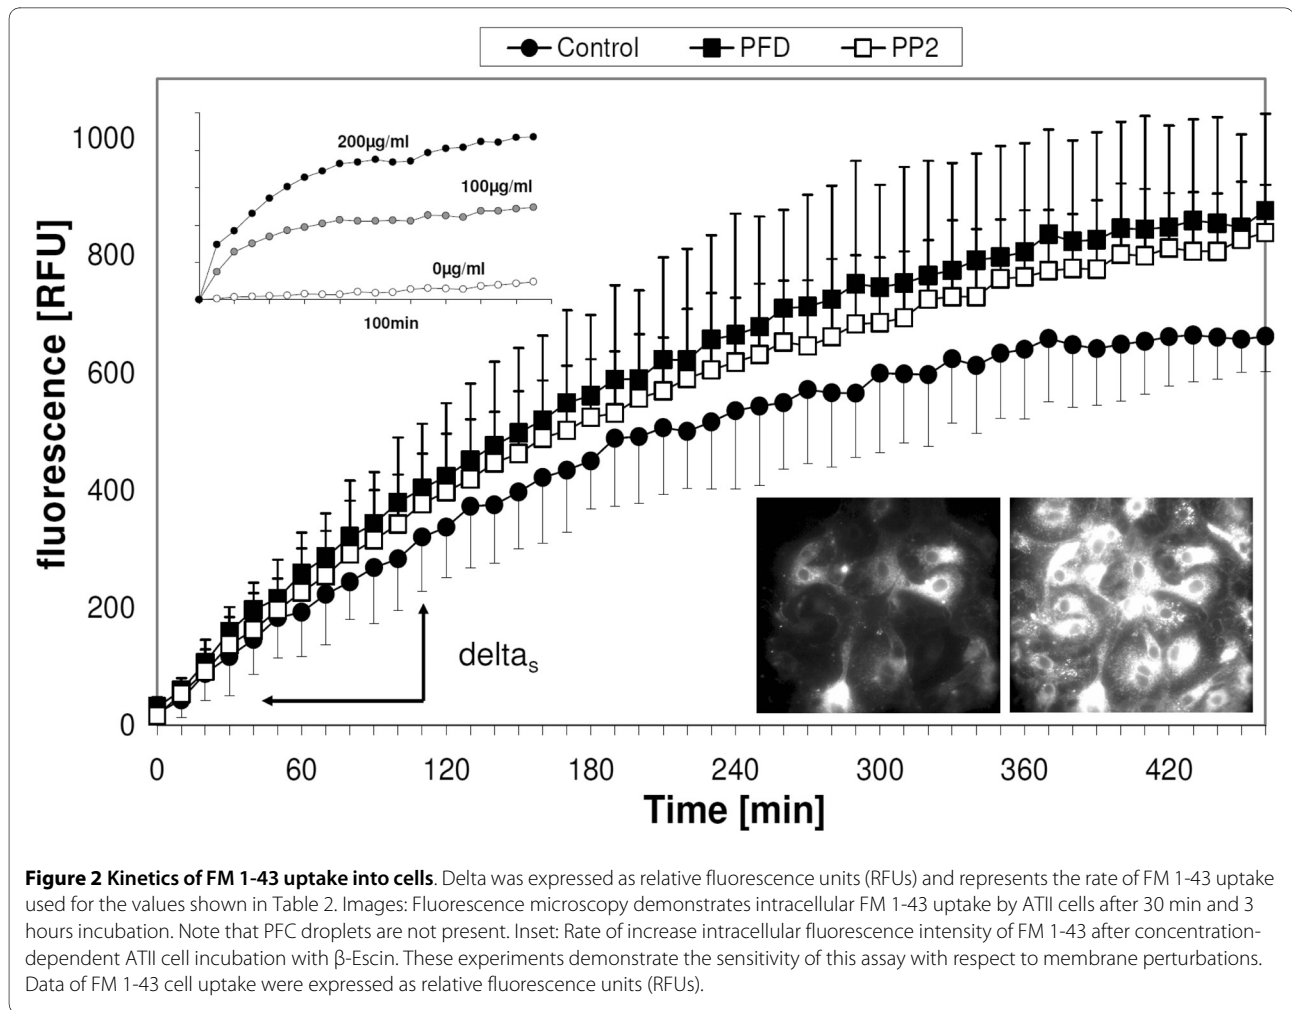 Control PFD PP2
1000
800
600
400
200
0
fluorescence [RFU]
200µg/ml
100µg/ml
0µg/ml
100min
deltas
0 60 120 180 240 300 360 420
Time [min]
Figure 2 Kinetics of FM 1-43 uptake into cells. Delta was expressed as relative fluorescence units (RFUs) and represents the rate of FM 1-43 uptake
used for the values shown in Table 2. Images: Fluorescence microscopy demonstrates intracellular FM 1-43 uptake by ATII cells after 30 min and 3
hours incubation. Note that PFC droplets are not present. Inset: Rate of increase intracellular fluorescence intensity of FM 1-43 after concentration-
dependent ATII cell incubation with β-Escin. These experiments demonstrate the sensitivity of this assay with respect to membrane perturbations.
Data of FM 1-43 cell uptake were expressed as relative fluorescence units (RFUs).